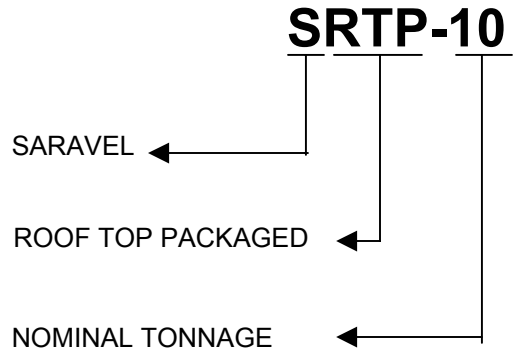 SRTP-10
SARAVEL
ROOF TOP PACKAGED
NOMINAL TONNAGE